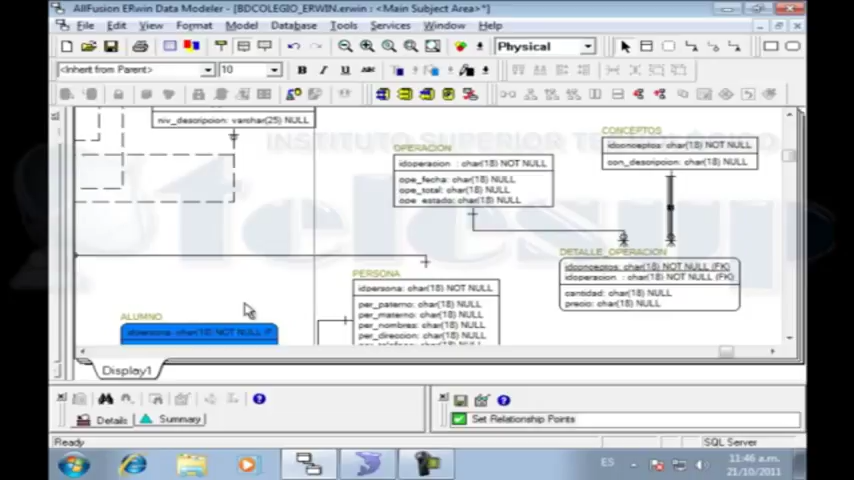 AllFusion ERwin Data Modeler - [BDCOLEGIO_ERWIN.erwin : <Main Subject Area>*]
File Edit View Format Model Database Tools Services Window Help
Physical
<Inherit from Parent> 10
niv_descripcion: varchar(25) NULL
INSTITUTO SUPERIOR TECNOLÓGICO
telesup
CONCEPTOS
idconceptos: char(18) NOT NULL
con_descripcion: char(18) NULL
OPERACION
idoperacion : char(18) NOT NULL
ope_fecha: char(18) NULL
ope_total: char(18) NULL
ope_estado: char(18) NULL
DETALLE_OPERACION
idconceptos: char(18) NOT NULL (FK)
idoperacion : char(18) NOT NULL (FK)
cantidad: char(18) NULL
precio: char(18) NULL
PERSONA
idpersona: char(18) NOT NULL
per_paterno: char(18) NULL
per_materno: char(18) NULL
per_nombres: char(18) NULL
per_direccion: char(18) NULL
ALUMNO
idpersona: char(18) NOT NULL (F
Display1
Details Summary
Set Relationship Points
Ready
SQL Server
ES
11:46 a.m.
21/10/2011